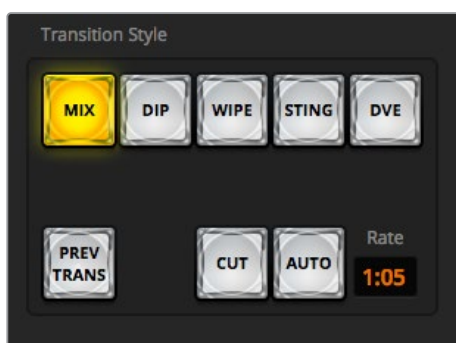 Transition Style
MIX
DIP
WIPE
STING
DVE
PREV
TRANS
CUT
AUTO
Rate
1:05